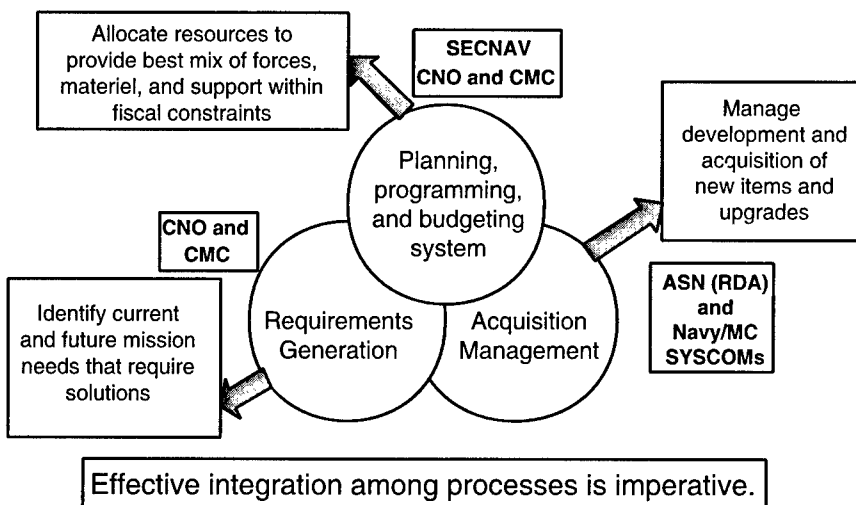 Allocate resources to
provide best mix of forces,
materiel, and support within
fiscal constraints
SECNAV
CNO and CMC
Manage
development and
acquisition of
new items and
upgrades
Planning,
programming,
and budgeting
system
CNO and
CMC
ASN (RDA)
and
Navy/MC
SYSCOMs
Identify current
and future mission
needs that require
solutions
Requirements
Generation
Acquisition
Management
Effective integration among processes is imperative.